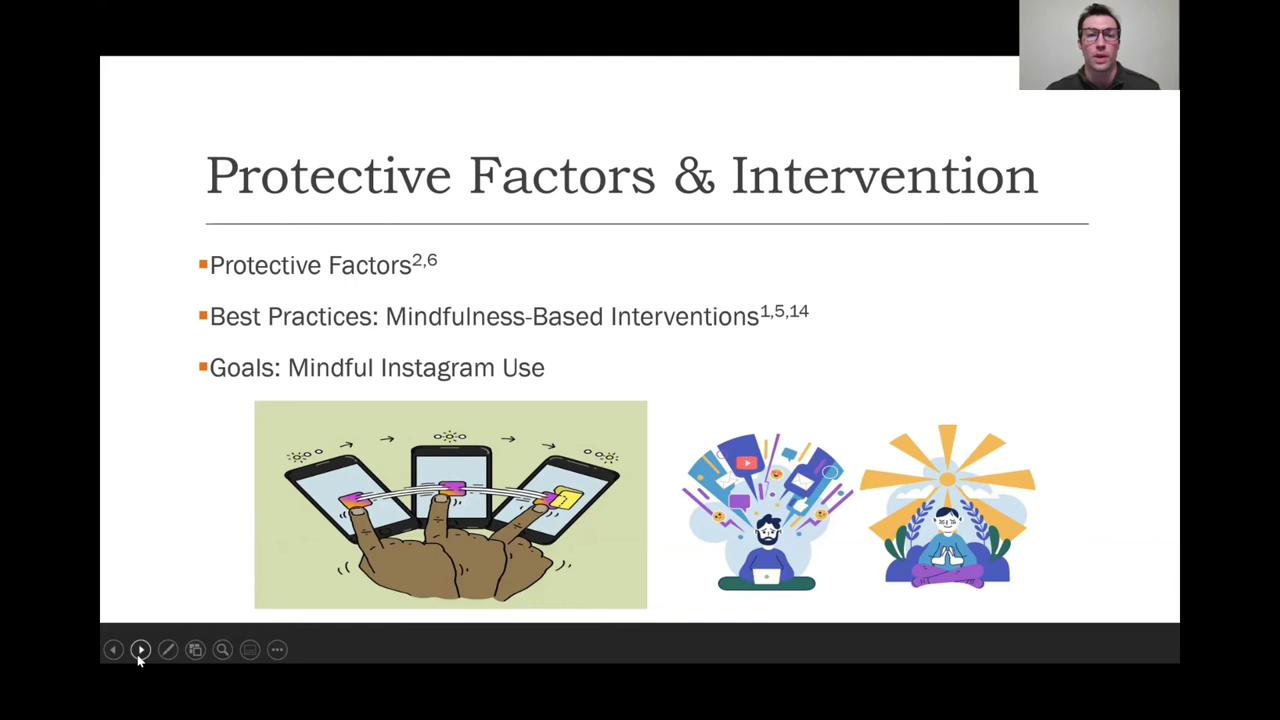 Protective Factors & Intervention
▪Protective Factors2,6
▪Best Practices: Mindfulness-Based Interventions1,5,14
▪Goals: Mindful Instagram Use